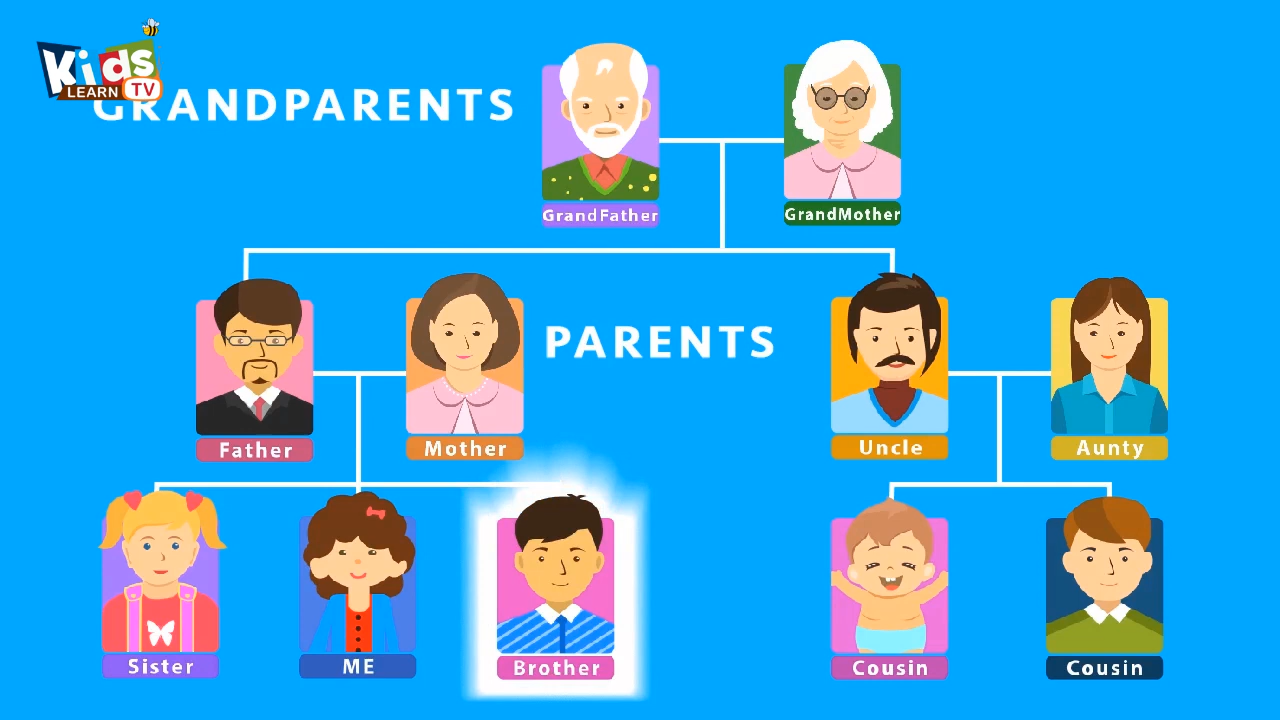 Kids
LEARN TV
GRANDPARENTS
GrandFather
GrandMother
PARENTS
Father
Mother
Uncle
Aunty
Sister
ME
Brother
Cousin
Cousin